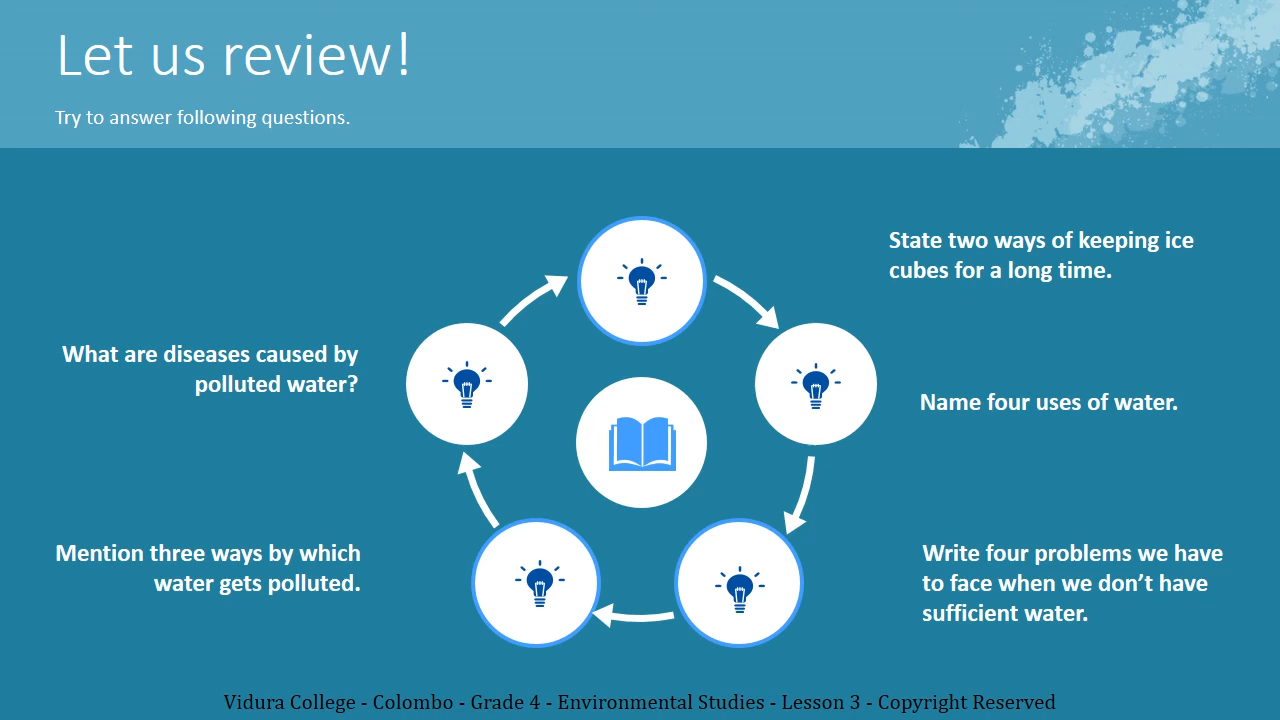 Let us review!
Try to answer following questions.
State two ways of keeping ice
cubes for a long time.
Name four uses of water.
Write four problems we have
to face when we don’t have
sufficient water.
Mention three ways by which
water gets polluted.
What are diseases caused by
polluted water?
Vidura College - Colombo - Grade 4 - Environmental Studies - Lesson 3 - Copyright Reserved